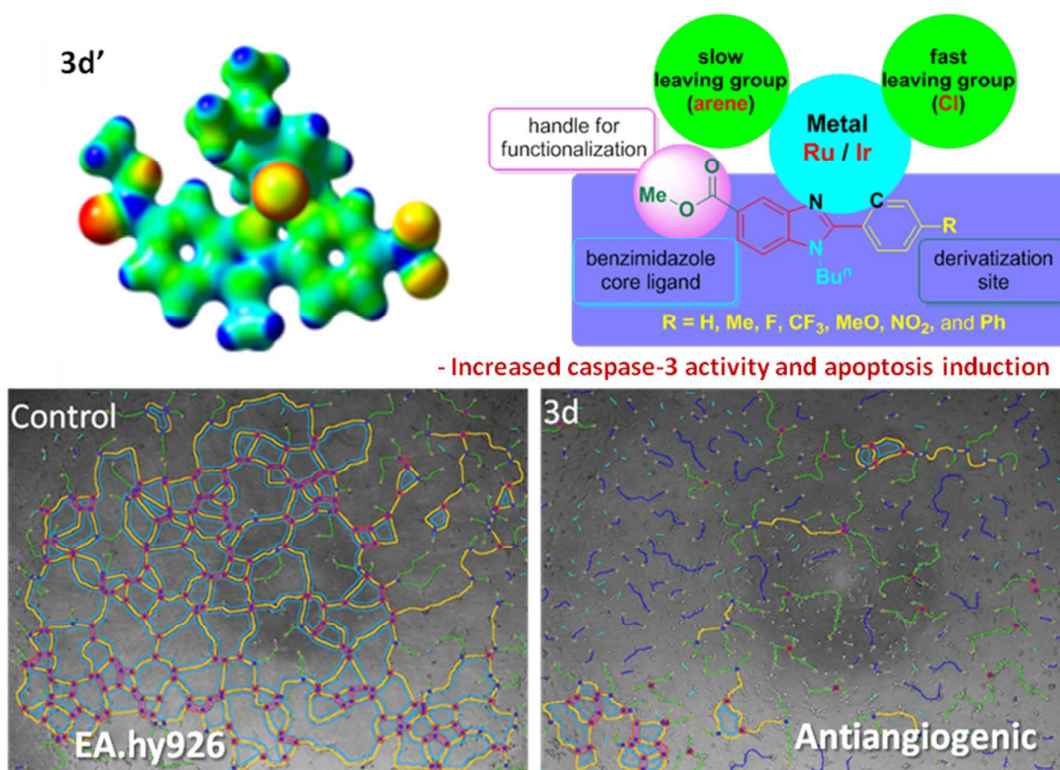 3d’
slow
leaving group
(arene)
fast
leaving group
(Cl)
Metal
Ru / Ir
handle for
functionalization
Me
O
O
N
C
R
N
Buⁿ
benzimidazole
core ligand
derivatization
site
R = H, Me, F, CF₃, MeO, NO₂, and Ph
- Increased caspase-3 activity and apoptosis induction
Control
EA.hy926
3d
Antiangiogenic